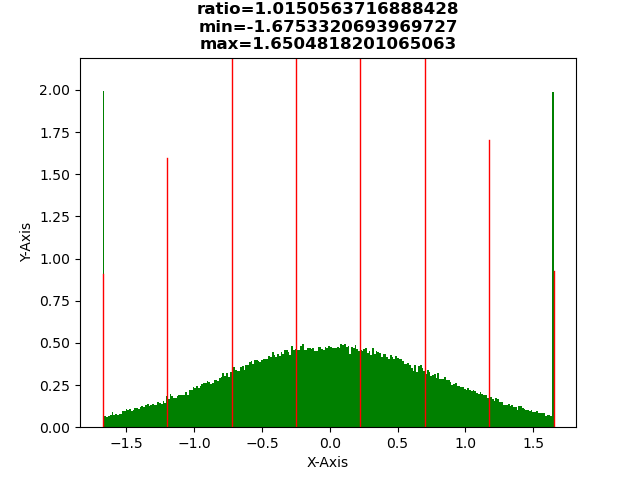 ratio=1.0150563716888428
min=-1.6753320693969727
max=1.6504818201065063
2.00
1.75
1.50
1.25
1.00
0.75
0.50
0.25
0.00
Y-Axis
−1.5 −1.0 −0.5 0.0 0.5 1.0 1.5
X-Axis